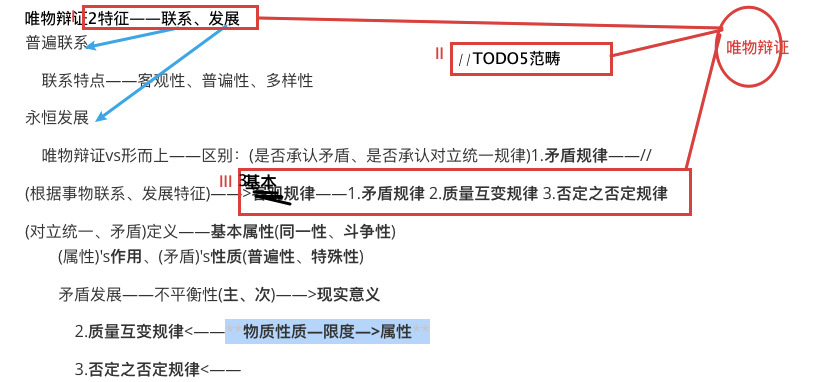 唯物辩证2特征——联系、发展
普遍联系
唯物辩证
II
//TODO5范畴
联系特点——客观性、普谝性、多样性
永恒发展
唯物辩证vs形而上——区别：(是否承认矛盾、是否承认对立统一规律)1.矛盾规律——//
III 3基本
(根据事物联系、发展特征)——>规律——1.矛盾规律 2.质量互变规律 3.否定之否定规律
(对立统一、矛盾)定义——基本属性(同一性、斗争性)
(属性)'s作用、(矛盾)'s性质(普遍性、特殊性)
矛盾发展——不平衡性(主、次)——>现实意义
2.质量互变规律<——**物质性质—限度—>属性**
3.否定之否定规律<——